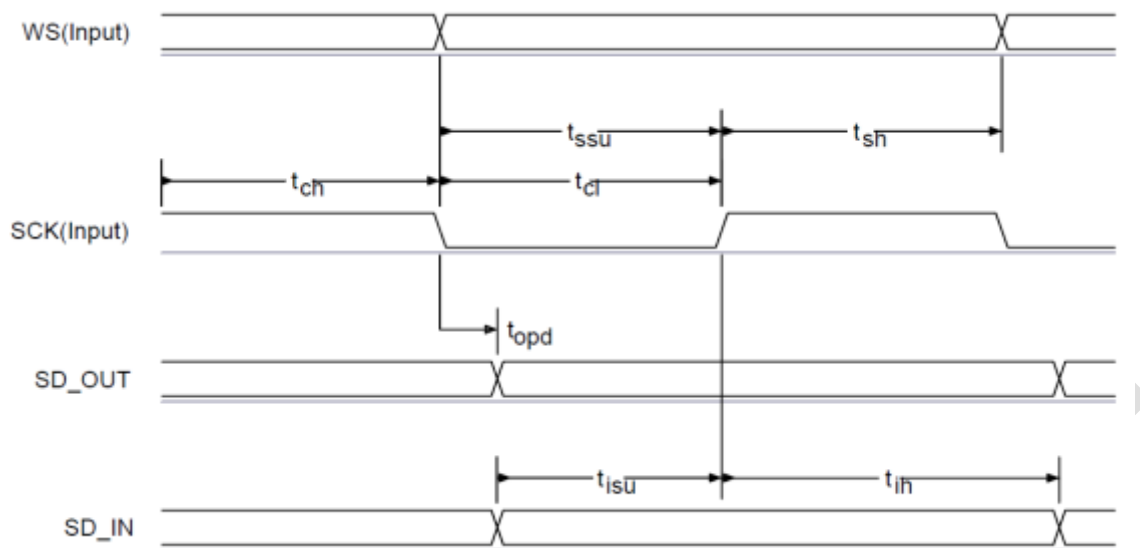 WS(Input)
tssu
tsh
tch
tcl
SCK(Input)
topd
SD_OUT
tisu
tih
SD_IN